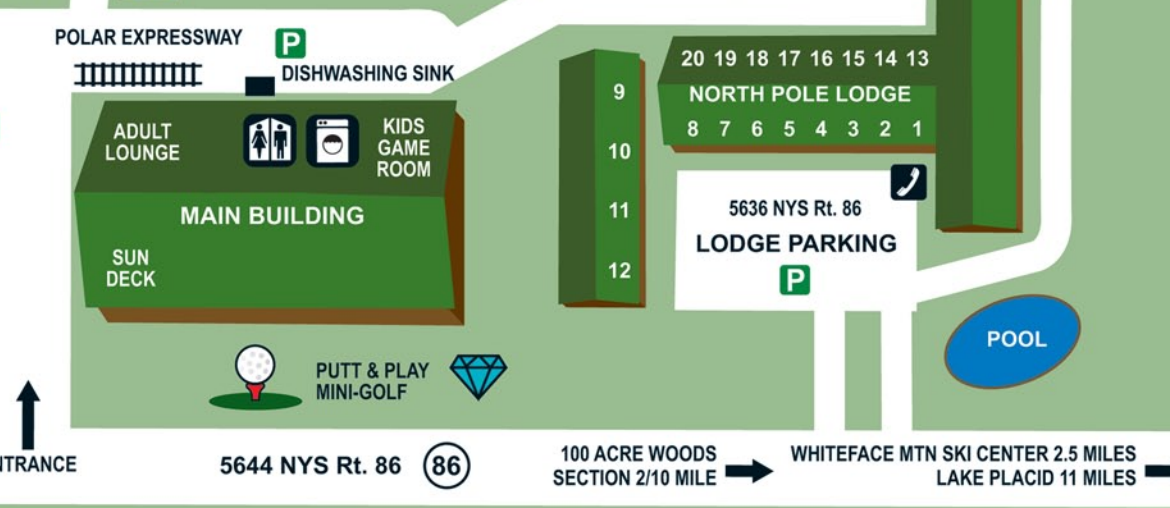 POLAR EXPRESSWAY
P
DISHWASHING SINK
ADULT
LOUNGE
KIDS
GAME
ROOM
MAIN BUILDING
SUN
DECK
9
10
11
12
20 19 18 17 16 15 14 13
NORTH POLE LODGE
8 7 6 5 4 3 2 1
5636 NYS Rt. 86
LODGE PARKING
P
POOL
PUTT & PLAY
MINI-GOLF
NTRANCE
5644 NYS Rt. 86
86
100 ACRE WOODS
SECTION 2/10 MILE
WHITEFACE MTN SKI CENTER 2.5 MILES
LAKE PLACID 11 MILES